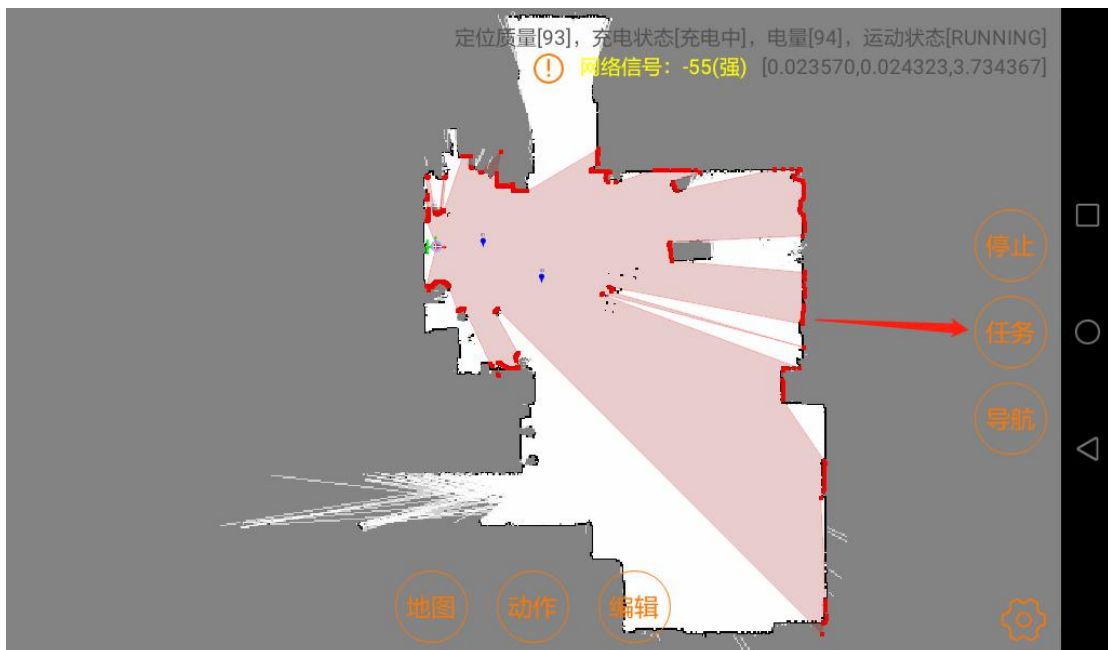 定位质量[93]，充电状态[充电中]，电量[94]，运动状态[RUNNING]
网络信号：-55(强) [0.023570,0.024323,3.734367]
停止
任务
导航
地图 动作 编辑